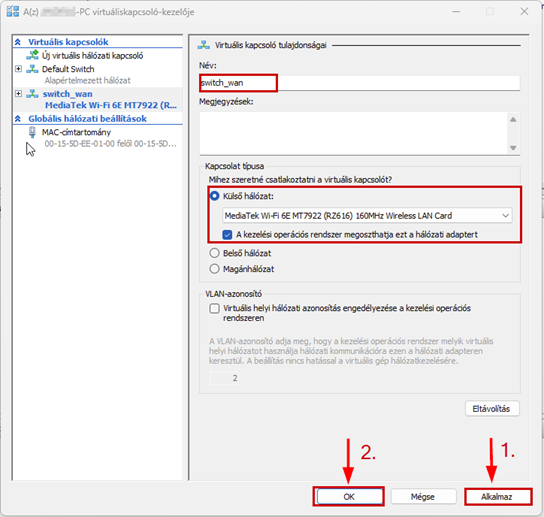 A(z)
-PC virtuáliskapcsoló-kezelője
Virtuális kapcsolók
Új virtuális hálózati kapcsoló
Default Switch
Alapértelmezett hálózat
switch_wan
MediaTek Wi-Fi 6E MT7922 (R...
Globális hálózati beállítások
MAC-címtartomány
00-15-5D-EE-01-00 felől 00-15-5D...
Virtuális kapcsoló tulajdonságai
Név:
switch_wan
Megjegyzések:
Kapcsolat típusa
Mihez szeretné csatlakoztatni a virtuális kapcsolót?
Külső hálózat:
MediaTek Wi-Fi 6E MT7922 (RZ616) 160MHz Wireless LAN Card
A kezelési operációs rendszer megoszthatja ezt a hálózati adaptert
Belső hálózat
Magánhálózat
VLAN-azonosító
Virtuális helyi hálózati azonosítás engedélyezése a kezelési operációs
rendszeren
A VLAN-azonosító adja meg, hogy a kezelési operációs rendszer melyik virtuális
helyi hálózatot használja hálózati kommunikációra ezen a hálózati adapteren
keresztül. A beállítás nincs hatással a virtuális gép hálózatkezelésére.
2
Eltávolítás
2.
1.
OK
Mégse
Alkalmaz